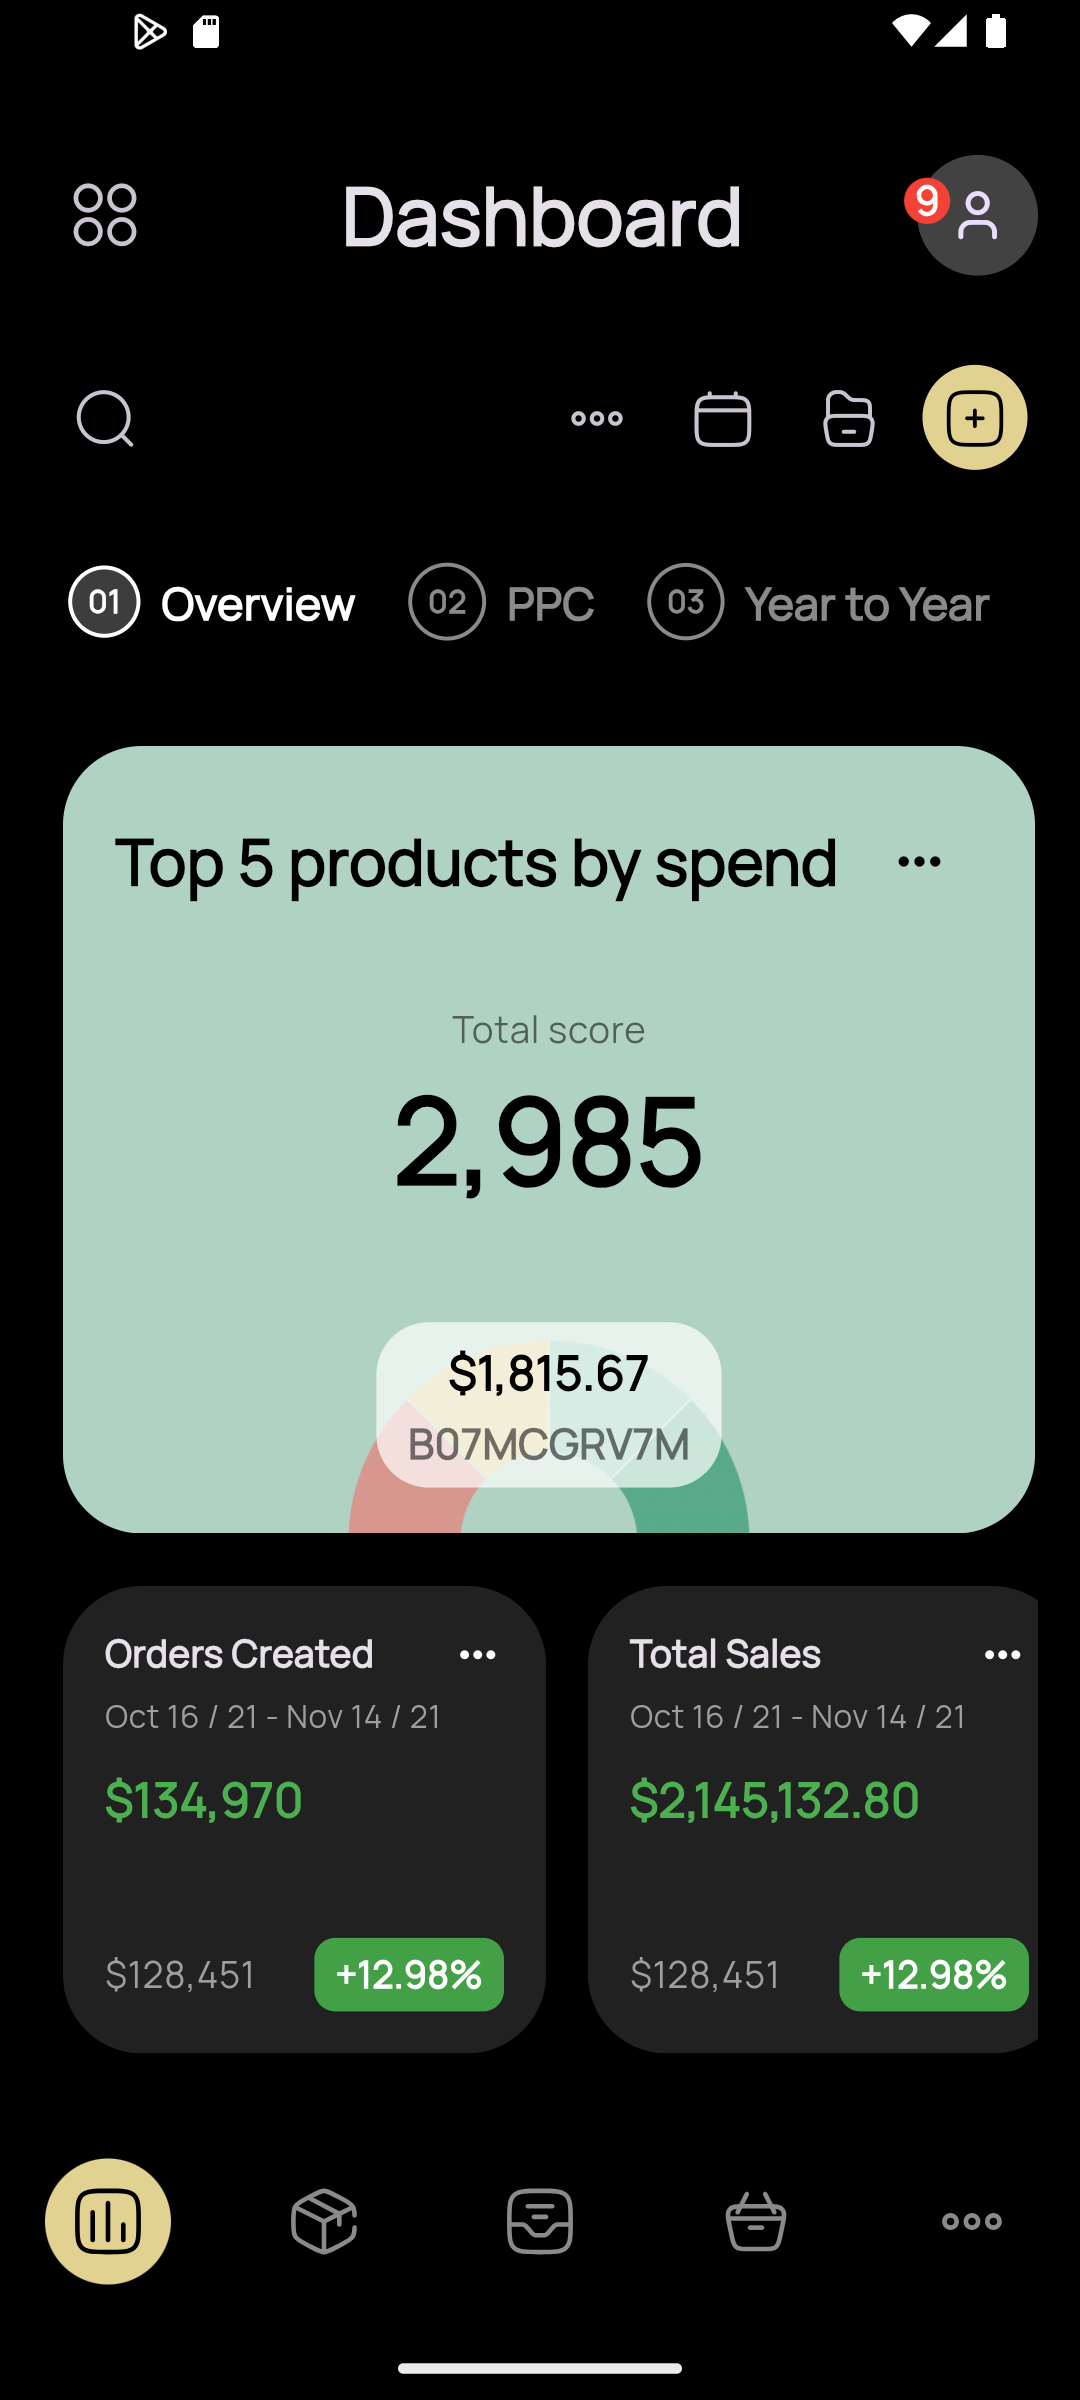 Dashboard
9
01 Overview
02 PPC
03 Year to Year
Top 5 products by spend
Total score
2,985
$1,815.67
B07MCGRV7M
Orders Created
Oct 16 / 21 - Nov 14 / 21
$134,970
$128,451
+12.98%
Total Sales
Oct 16 / 21 - Nov 14 / 21
$2,145,132.80
$128,451
+12.98%